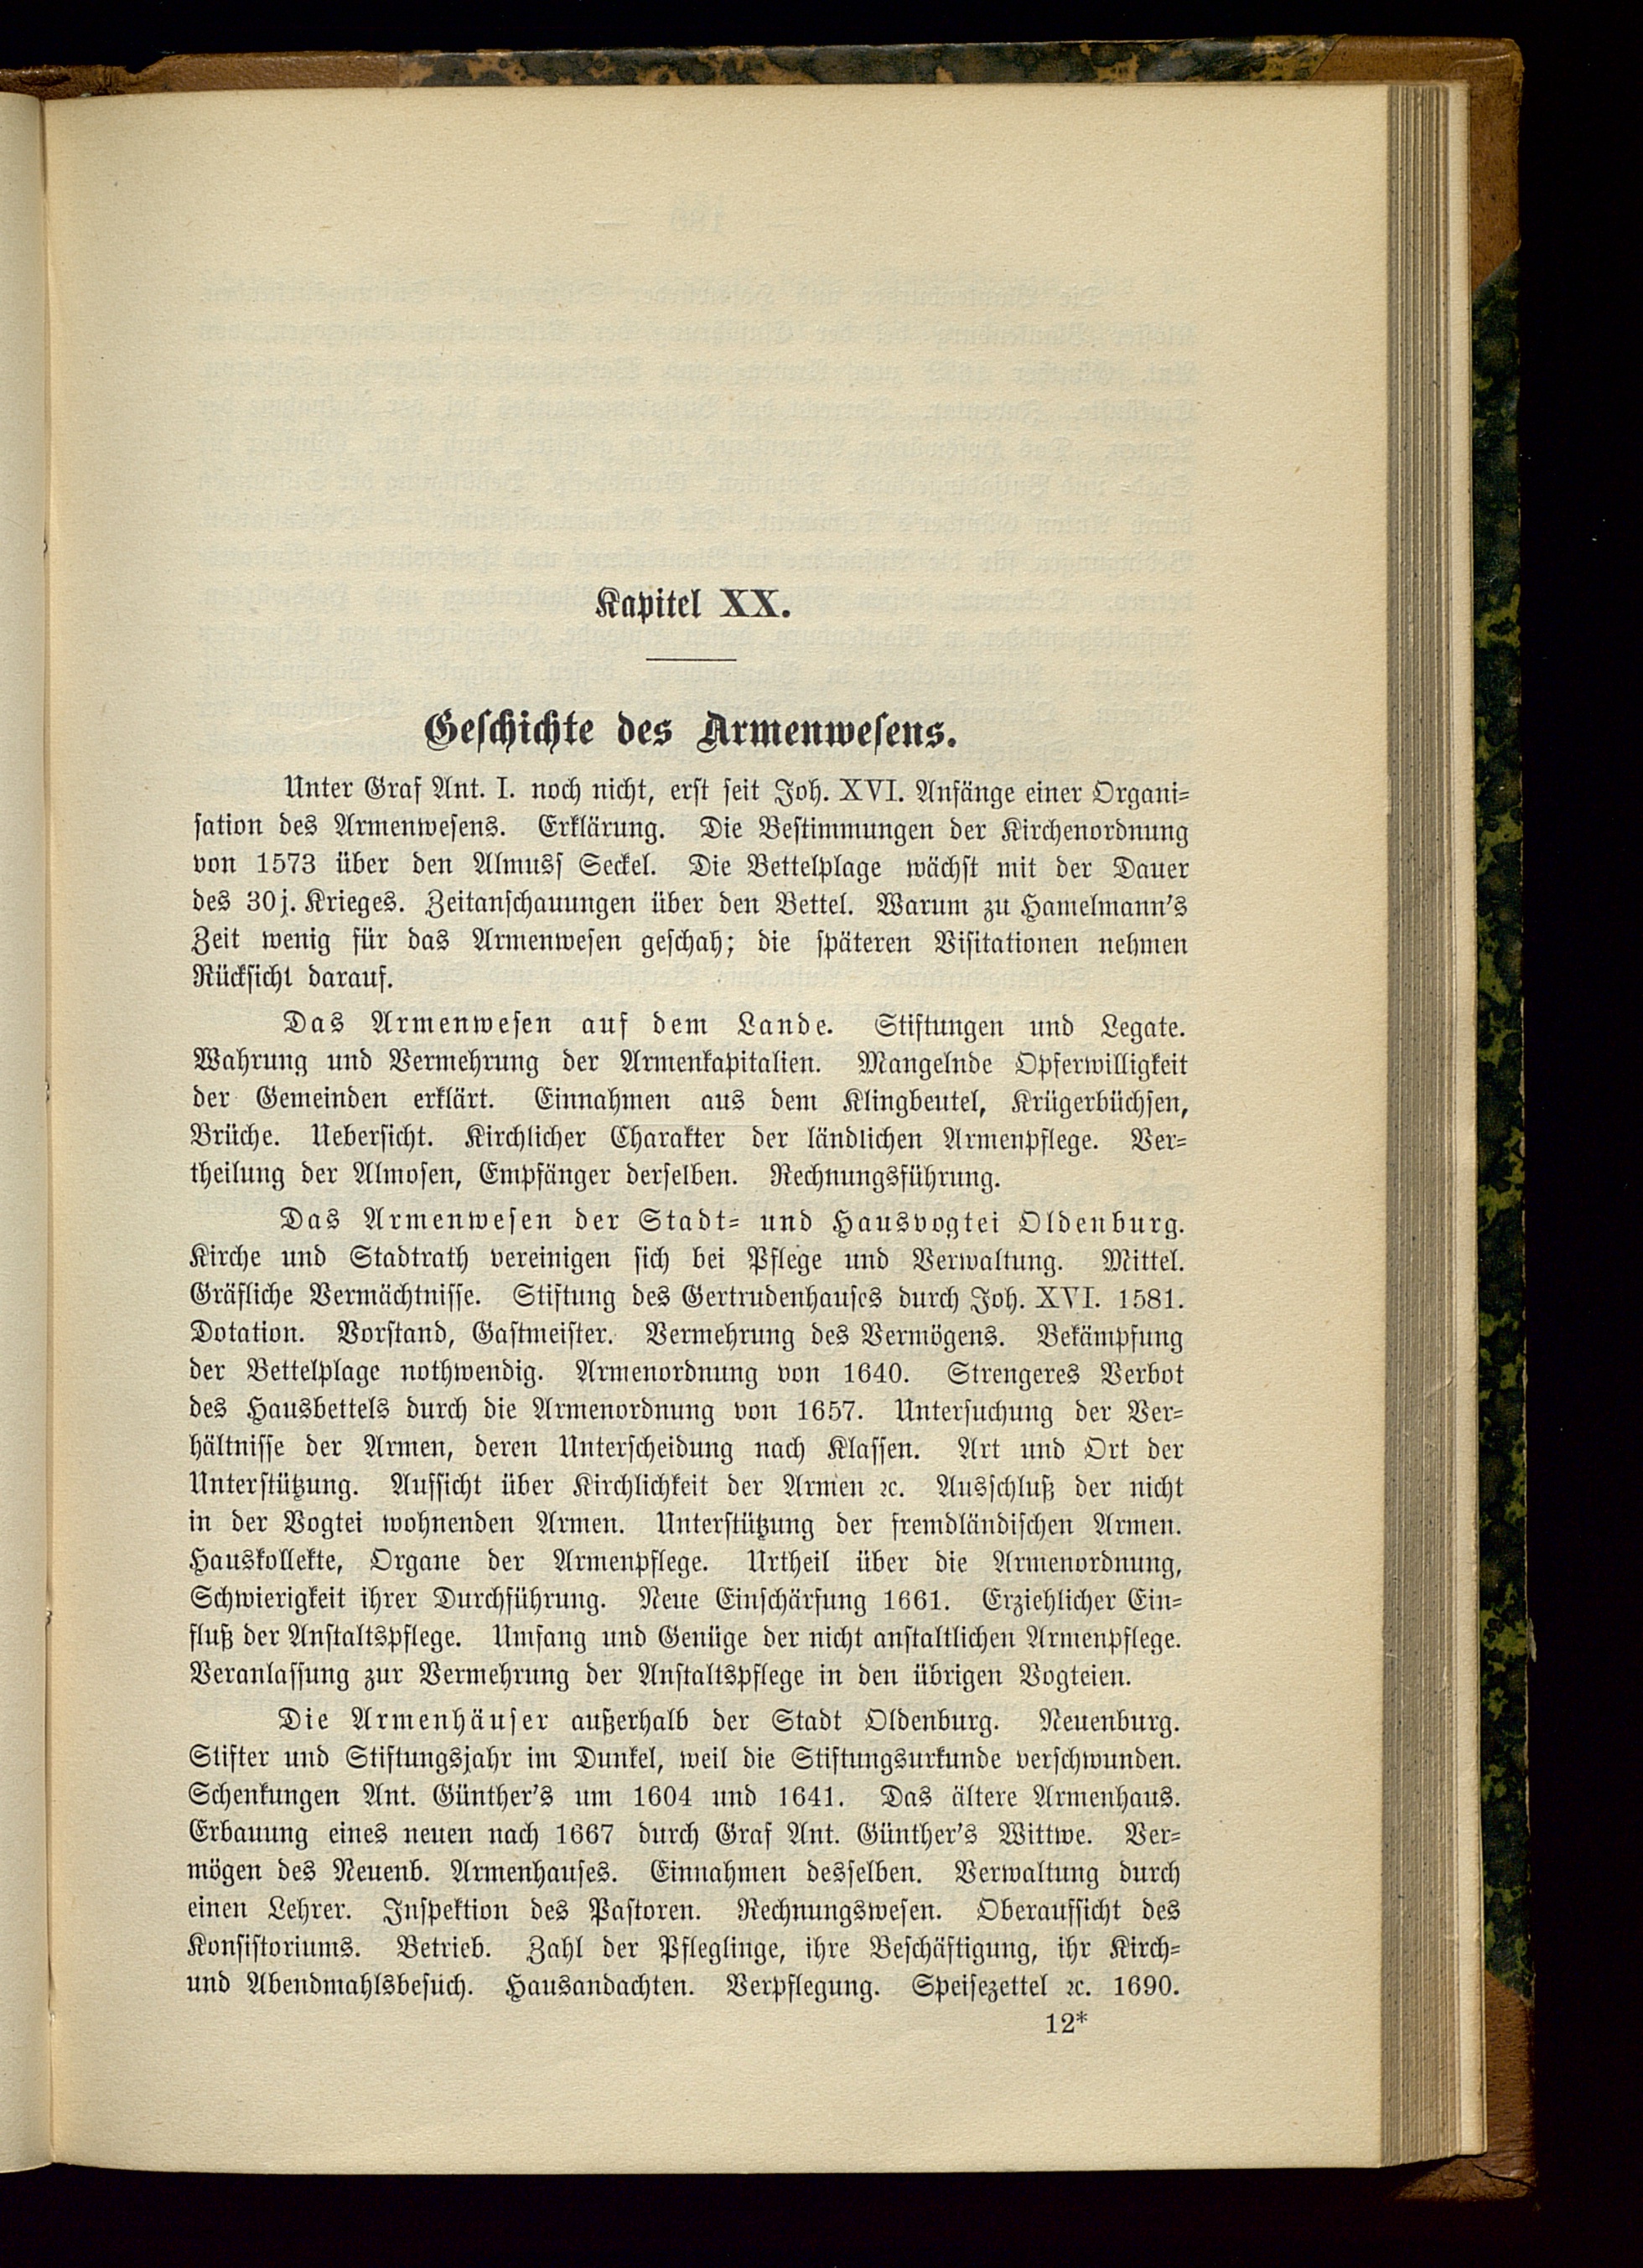 Kapitel XX.
Geschichte des Armenwesens.
Unter Graf Ant. I. noch nicht, erst seit Joh. XVI. Anfänge einer Organi-
sation des Armenwesens. Erklärung. Die Bestimmungen der Kirchenordnung
von 1573 über den Almuss Seckel. Die Bettelplage wächst mit der Dauer
des 30 j. Krieges. Zeitanschauungen über den Bettel. Warum zu Hamelmann's
Zeit wenig für das Armenwesen geschah; die späteren Visitationen nehmen
Rücksicht darauf.
Das Armenwesen auf dem Lande. Stiftungen und Legate.
Wahrung und Vermehrung der Armenkapitalien. Mangelnde Opferwilligkeit
der Gemeinden erklärt. Einnahmen aus dem Klingbeutel, Krügerbüchsen,
Brüche. Uebersicht. Kirchlicher Charakter der ländlichen Armenpflege. Ver-
theilung der Almosen, Empfänger derselben. Rechnungsführung.
Das Armenwesen der Stadt- und Hausvogtei Oldenburg.
Kirche und Stadtrath vereinigen sich bei Pflege und Verwaltung. Mittel.
Gräfliche Vermächtnisse. Stiftung des Gertrudenhauses durch Joh. XVI. 1581.
Dotation. Vorstand, Gastmeister. Vermehrung des Vermögens. Bekämpfung
der Bettelplage nothwendig. Armenordnung von 1640. Strengeres Verbot
des Hausbettels durch die Armenordnung von 1657. Untersuchung der Ver-
hältnisse der Armen, deren Unterscheidung nach Klassen. Art und Ort der
Unterstützung. Aufsicht über Kirchlichkeit der Armen ꝛc. Ausschluß der nicht
in der Vogtei wohnenden Armen. Unterstützung der fremdländischen Armen.
Hauskollekte, Organe der Armenpflege. Urtheil über die Armenordnung,
Schwierigkeit ihrer Durchführung. Neue Einschärfung 1661. Erziehlicher Ein-
fluß der Anstaltspflege. Umfang und Genüge der nicht anstaltlichen Armenpflege.
Veranlassung zur Vermehrung der Anstaltspflege in den übrigen Vogteien.
Die Armenhäuser außerhalb der Stadt Oldenburg. Neuenburg.
Stifter und Stiftungsjahr im Dunkel, weil die Stiftungsurkunde verschwunden.
Schenkungen Ant. Günther's um 1604 und 1641. Das ältere Armenhaus.
Erbauung eines neuen nach 1667 durch Graf Ant. Günther's Wittwe. Ver-
mögen des Neuenb. Armenhauses. Einnahmen desselben. Verwaltung durch
einen Lehrer. Inspektion des Pastoren. Rechnungswesen. Oberaufsicht des
Konsistoriums. Betrieb. Zahl der Pfleglinge, ihre Beschäftigung, ihr Kirch-
und Abendmahlsbesuch. Hausandachten. Verpflegung. Speisezettel ꝛc. 1690.
12*